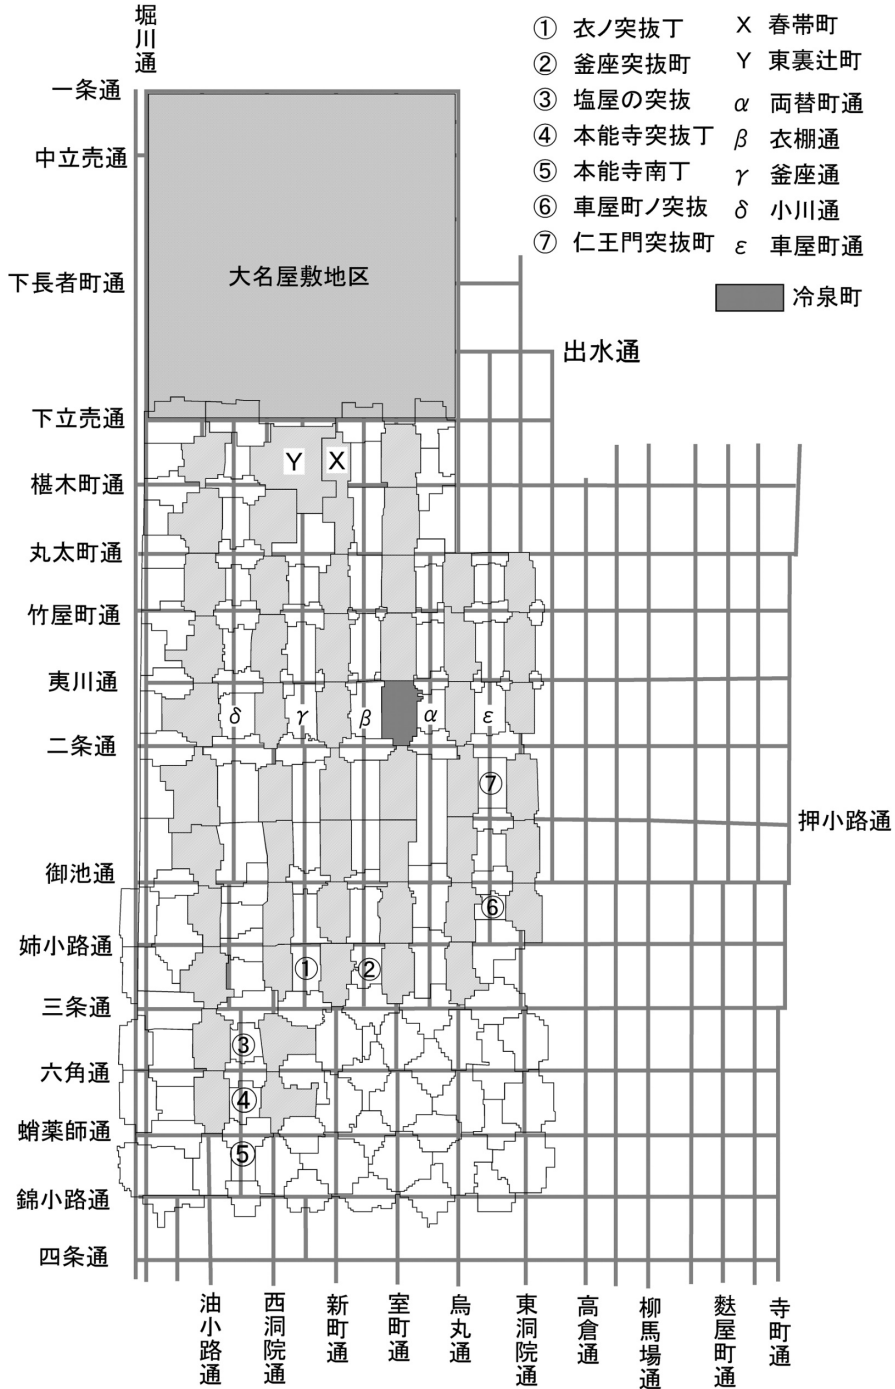 堀川通
① 衣ノ突抜丁
② 釜座突抜町
③ 塩屋の突抜
④ 本能寺突抜丁
⑤ 本能寺南丁
⑥ 車屋町ノ突抜
⑦ 仁王門突抜町
X 春帯町
Y 東裏辻町
α 両替町通
β 衣棚通
γ 釜座通
δ 小川通
ε 車屋町通
冷泉町
一条通
中立売通
下長者町通
大名屋敷地区
出水通
下立売通
Y
X
椹木町通
丸太町通
竹屋町通
夷川通
δ
γ
β
α
ε
二条通
⑦
押小路通
御池通
⑥
姉小路通
①
②
三条通
③
六角通
④
蛸薬師通
⑤
錦小路通
四条通
油小路通
西洞院通
新町通
室町通
烏丸通
東洞院通
高倉通
柳馬場通
麩屋町通
寺町通